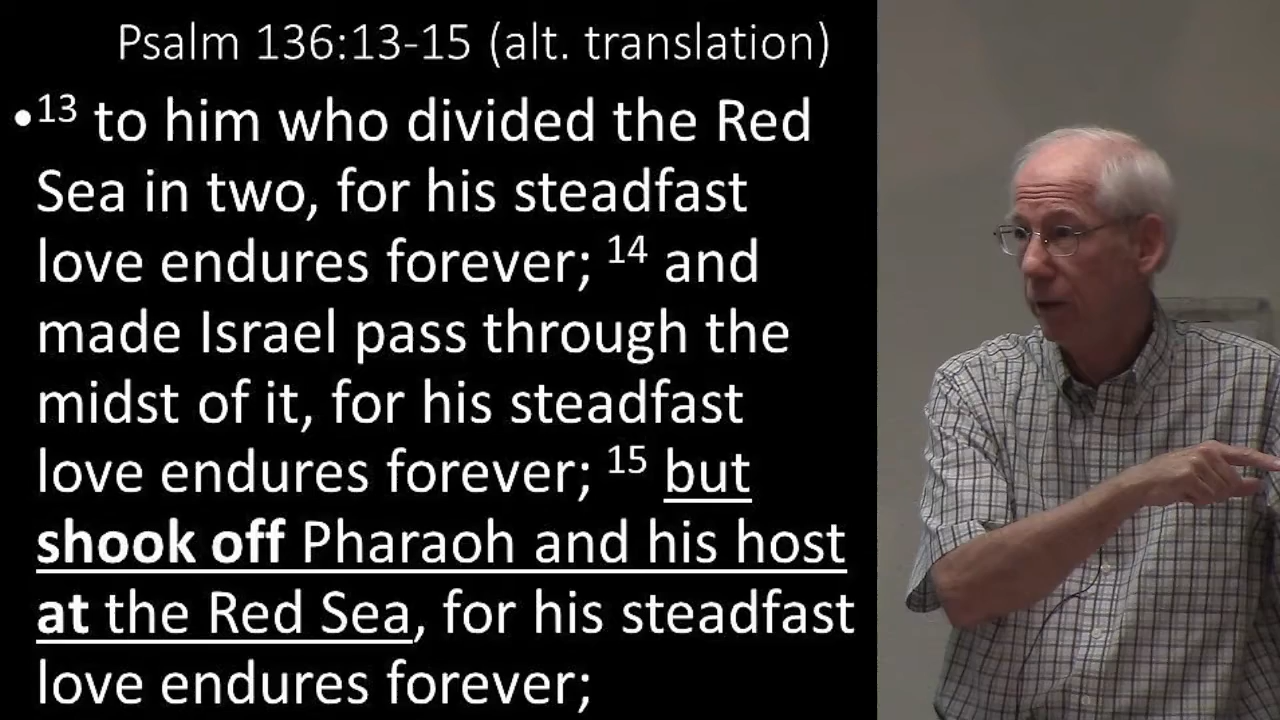 Psalm 136:13-15 (alt. translation)
•13 to him who divided the Red
Sea in two, for his steadfast
love endures forever; 14 and
made Israel pass through the
midst of it, for his steadfast
love endures forever; 15 but
shook off Pharaoh and his host
at the Red Sea, for his steadfast
love endures forever;